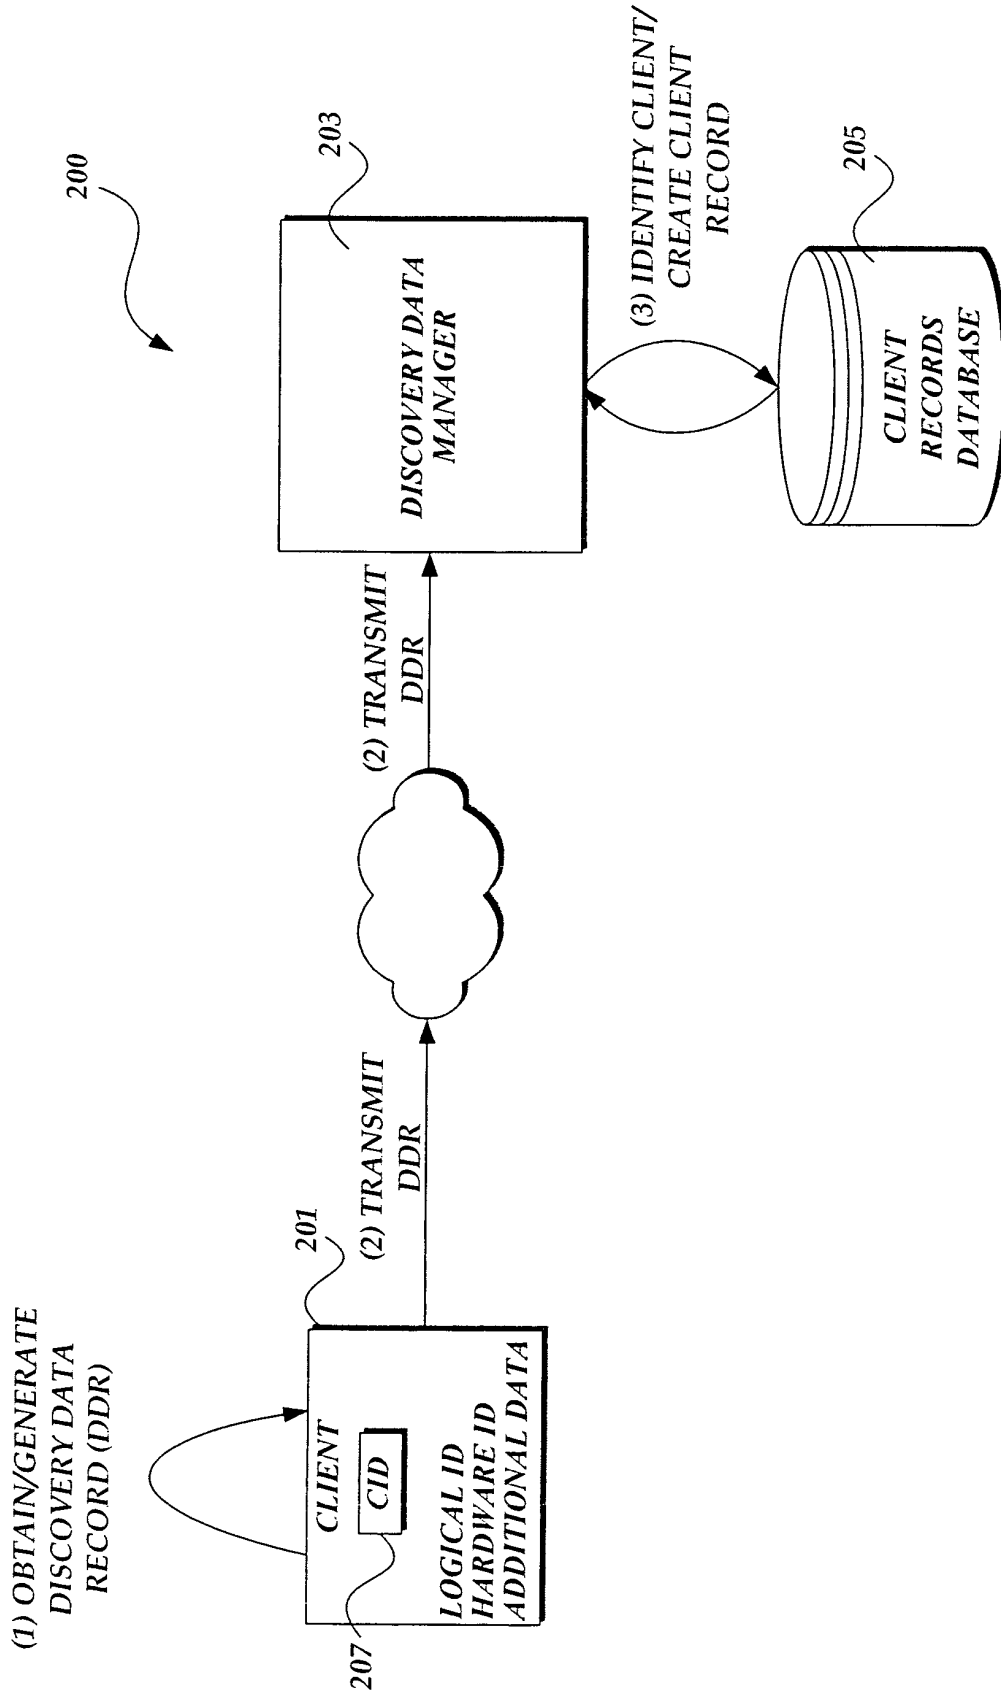 (1) OBTAIN/GENERATE
DISCOVERY DATA
RECORD (DDR)
200
CLIENT
CID
LOGICAL ID
HARDWARE ID
ADDITIONAL DATA
207
201
(2) TRANSMIT
DDR
(2) TRANSMIT
DDR
DISCOVERY DATA
MANAGER
203
(3) IDENTIFY CLIENT/
CREATE CLIENT
RECORD
CLIENT
RECORDS
DATABASE
205